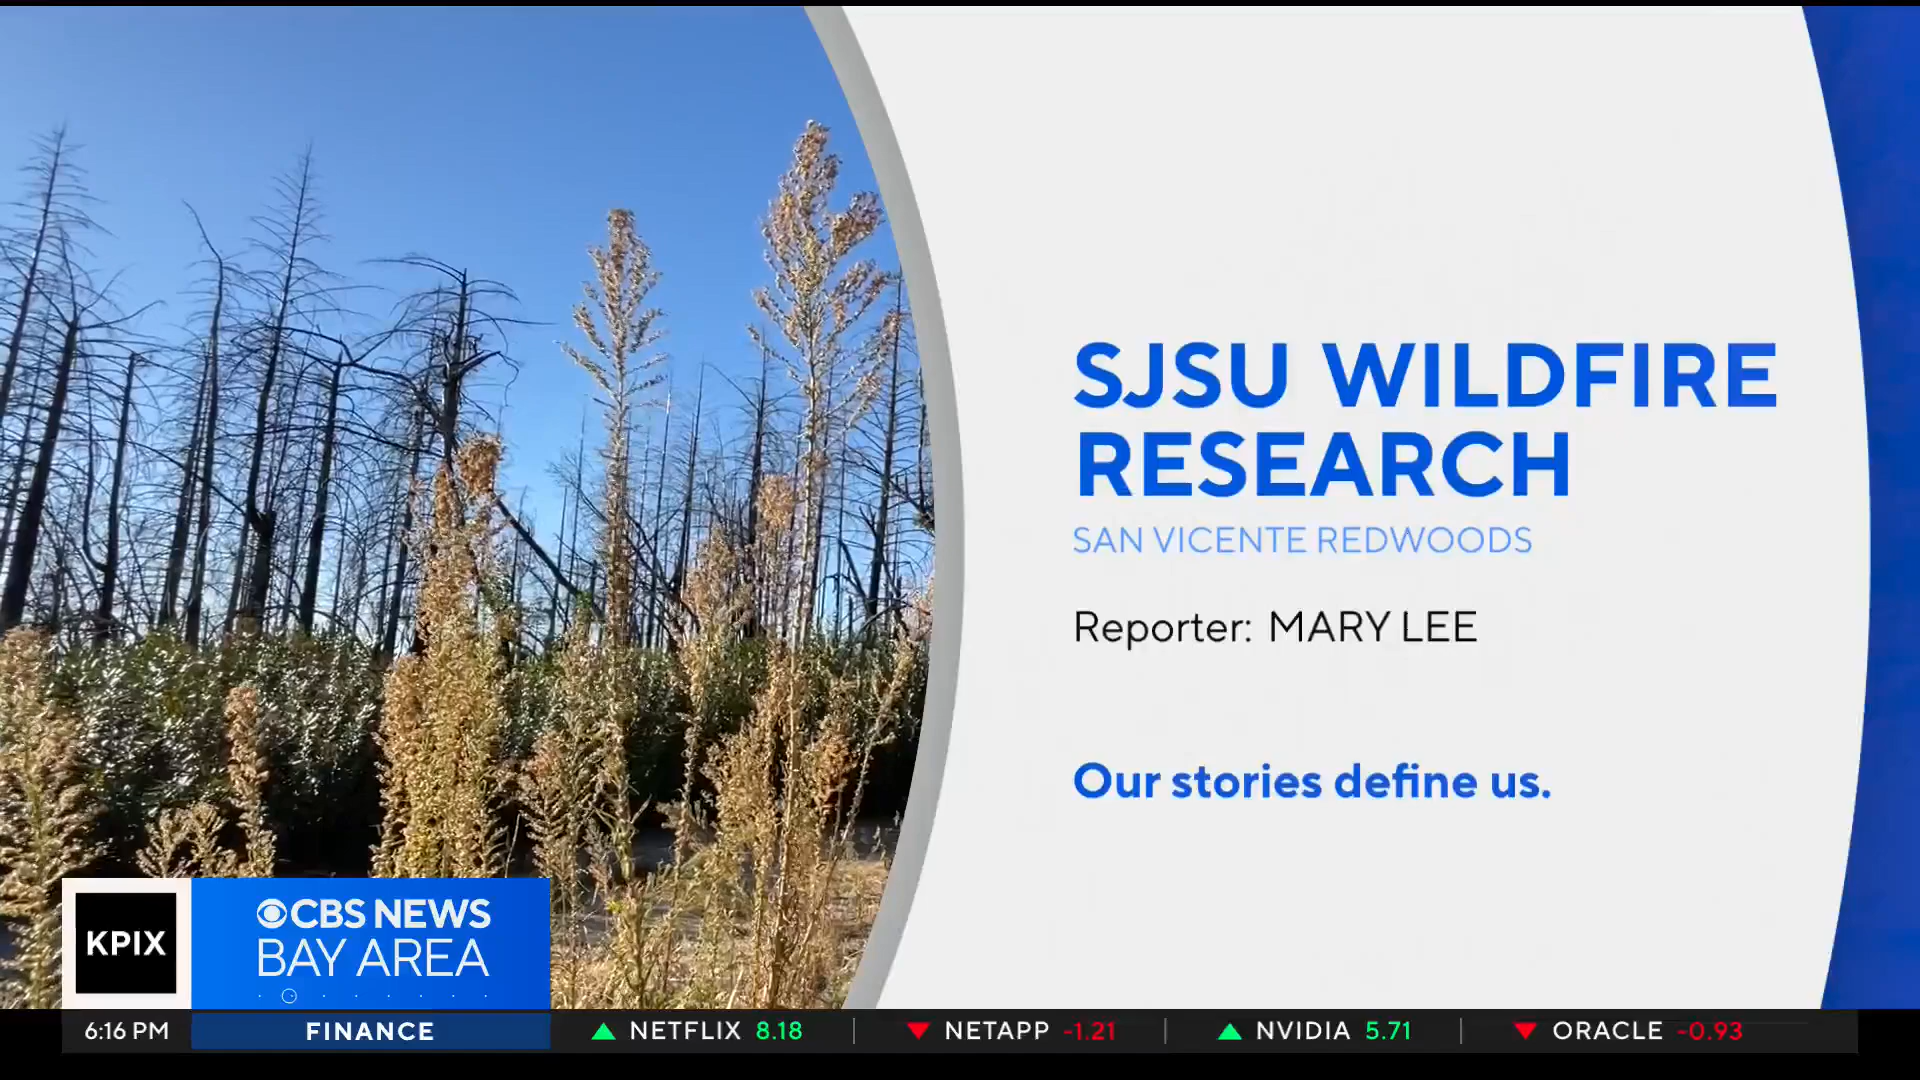 SJSU WILDFIRE
RESEARCH
SAN VICENTE REDWOODS
Reporter: MARY LEE
Our stories define us.
KPIX
CBS NEWS
BAY AREA
6:16 PM
FINANCE
NETFLIX 8.18
NETAPP -1.21
NVIDIA 5.71
ORACLE -0.93